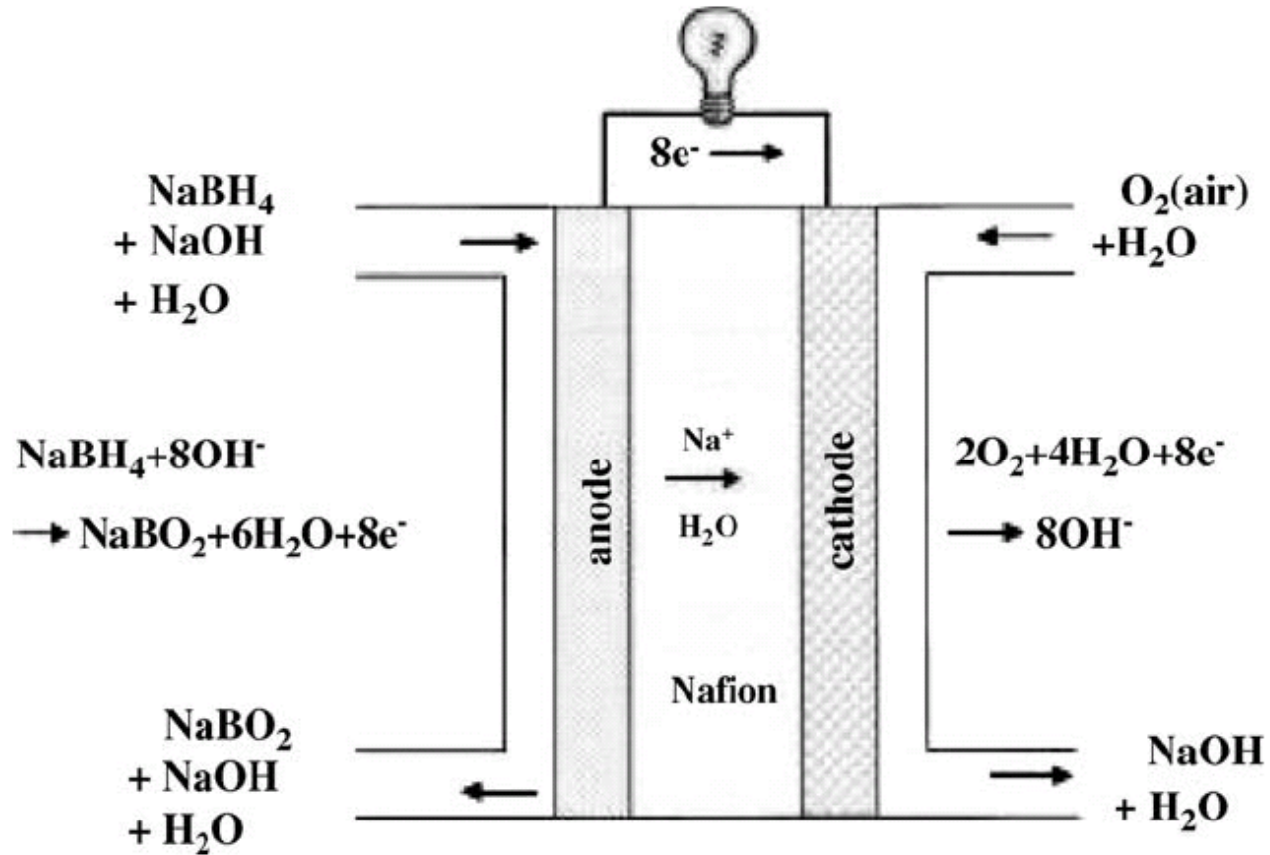 8e⁻
NaBH₄
+ NaOH
+ H₂O
O₂(air)
+H₂O
NaBH₄+8OH⁻
→ NaBO₂+6H₂O+8e⁻
anode
Na⁺
H₂O
Nafion
cathode
2O₂+4H₂O+8e⁻
→ 8OH⁻
NaBO₂
+ NaOH
+ H₂O
NaOH
+ H₂O